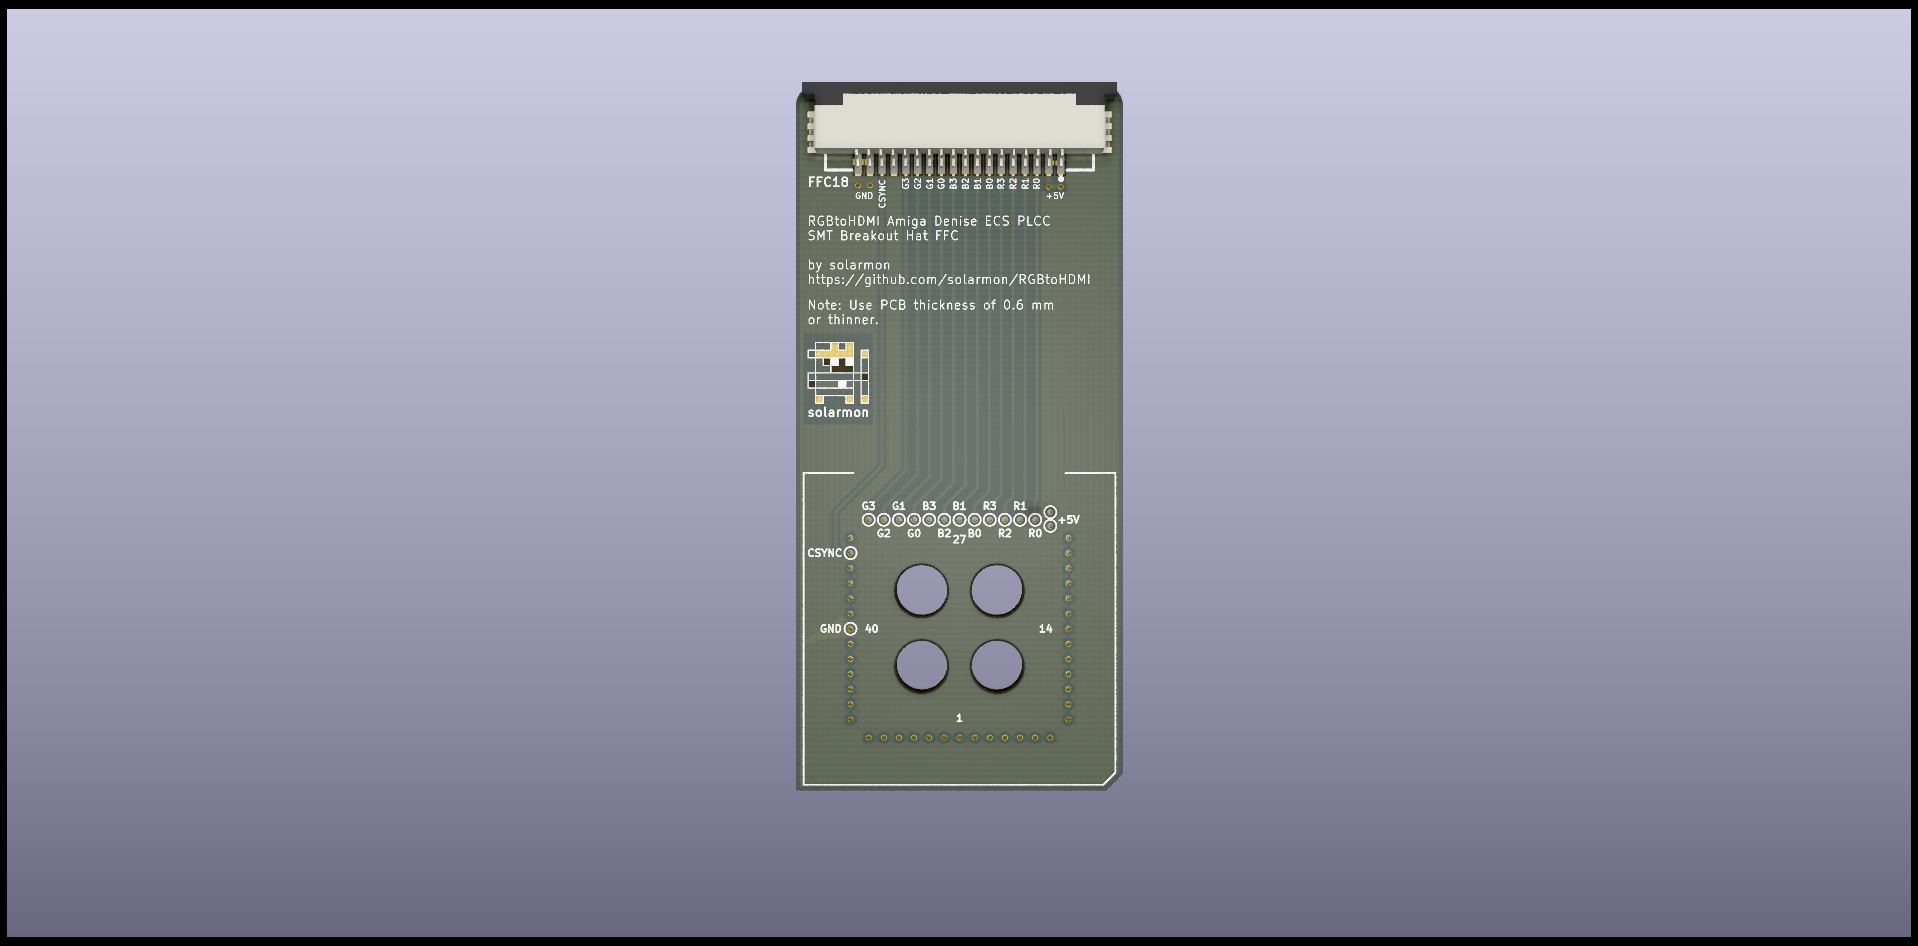 FFC18
GND CSYNC G3 G2 G1 G0 B3 B2 B1 B0 R3 R2 R1 R0 +5V
RGBtoHDMI Amiga Denise ECS PLCC
SMT Breakout Hat FFC
by solarmon
https://github.com/solarmon/RGBtoHDMI
Note: Use PCB thickness of 0.6 mm
or thinner.
solarmon
G3 G1 B3 B1 R3 R1
+5V
G2 G0 B2 B0 R2 R0
27
CSYNC
GND 40 14
1